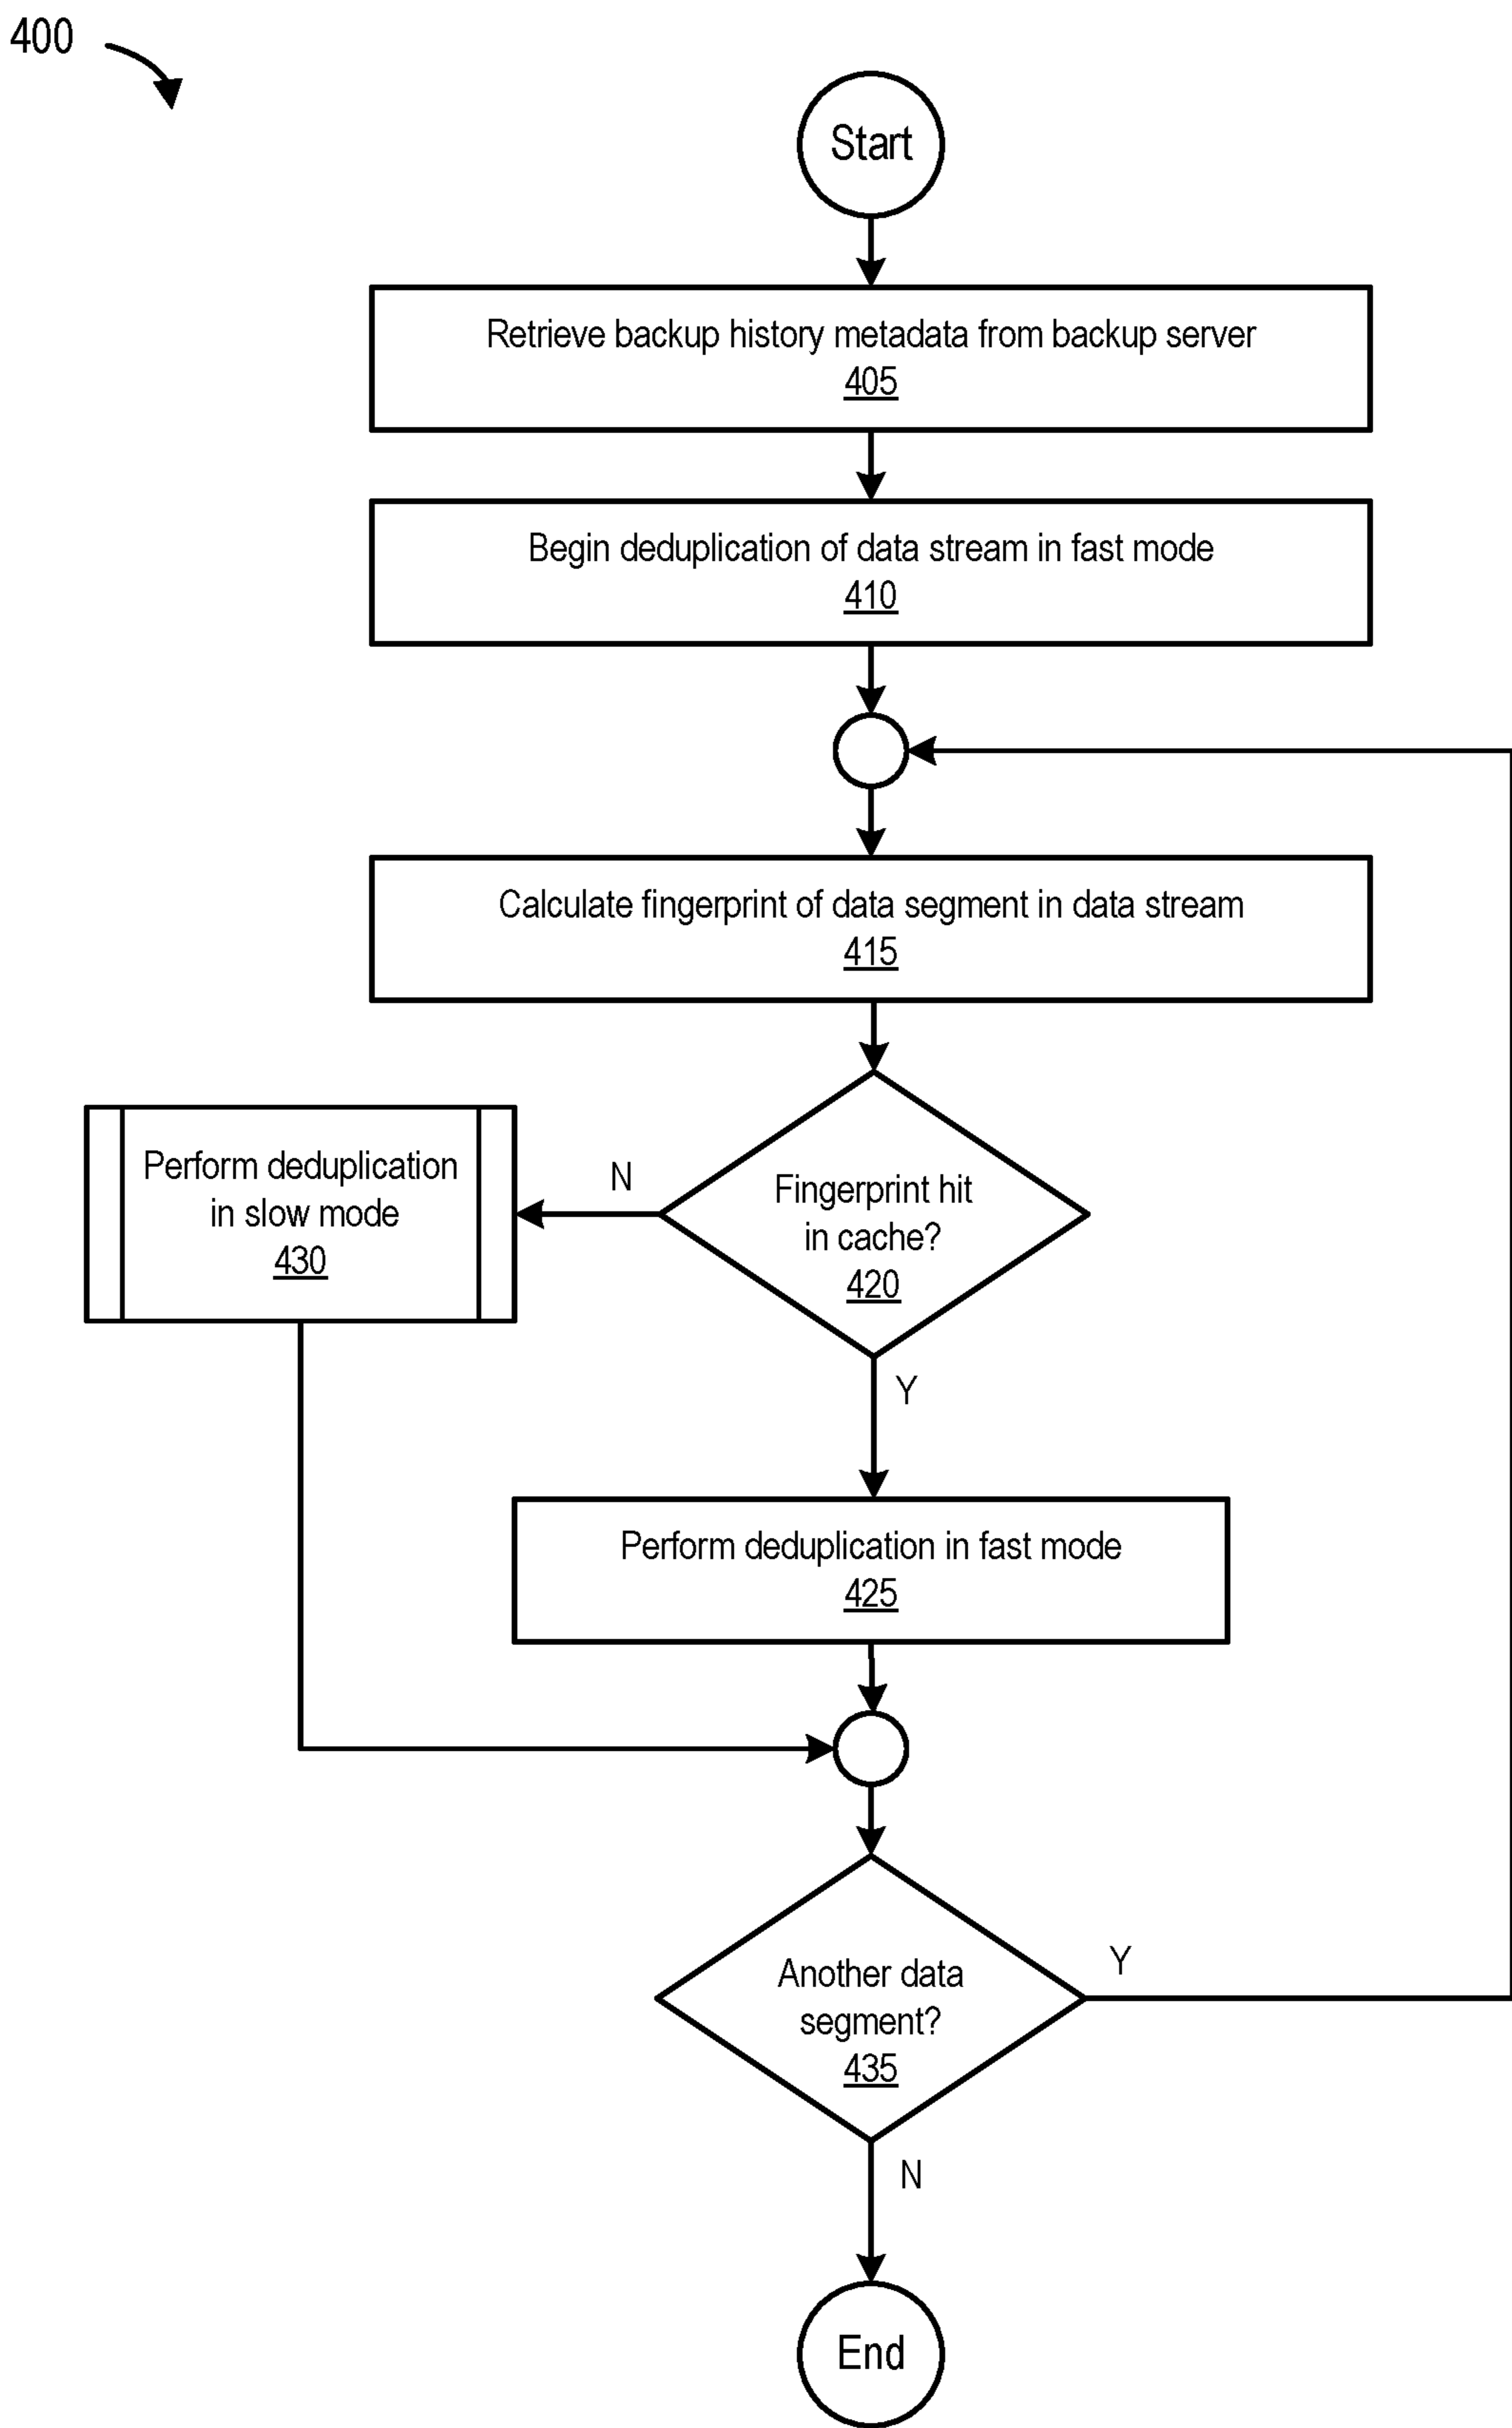 400
Start
Retrieve backup history metadata from backup server
405
Begin deduplication of data stream in fast mode
410
Calculate fingerprint of data segment in data stream
415
Perform deduplication
in slow mode
430
N
Fingerprint hit
in cache?
420
Y
Perform deduplication in fast mode
425
Another data
segment?
435
Y
N
End